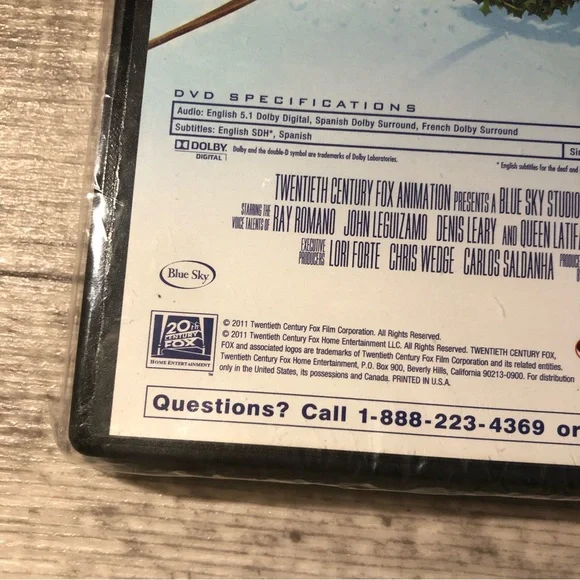 DVD SPECIFICATIONS
Audio: English 5.1 Dolby Digital, Spanish Dolby Surround, French Dolby Surround
Subtitles: English SDH*, Spanish
DOLBY DIGITAL
Dolby and the double-D symbol are trademarks of Dolby Laboratories.
* English subtitles for the deaf and
TWENTIETH CENTURY FOX ANIMATION PRESENTS A BLUE SKY STUDIO
STARRING THE VOICE TALENTS OF RAY ROMANO JOHN LEGUIZAMO DENIS LEARY AND QUEEN LATIF
EXECUTIVE PRODUCERS LORI FORTE CHRIS WEDGE CARLOS SALDANHA
Blue Sky
20TH CENTURY FOX
HOME ENTERTAINMENT
© 2011 Twentieth Century Fox Film Corporation. All Rights Reserved.
© 2011 Twentieth Century Fox Home Entertainment LLC. All Rights Reserved. TWENTIETH CENTURY FOX,
FOX and associated logos are trademarks of Twentieth Century Fox Film Corporation and its related entities.
Twentieth Century Fox Home Entertainment, P.O. Box 900, Beverly Hills, California 90213-0900. For distribution
only in the United States, its possessions and Canada. PRINTED IN U.S.A.
Questions? Call 1-888-223-4369 or